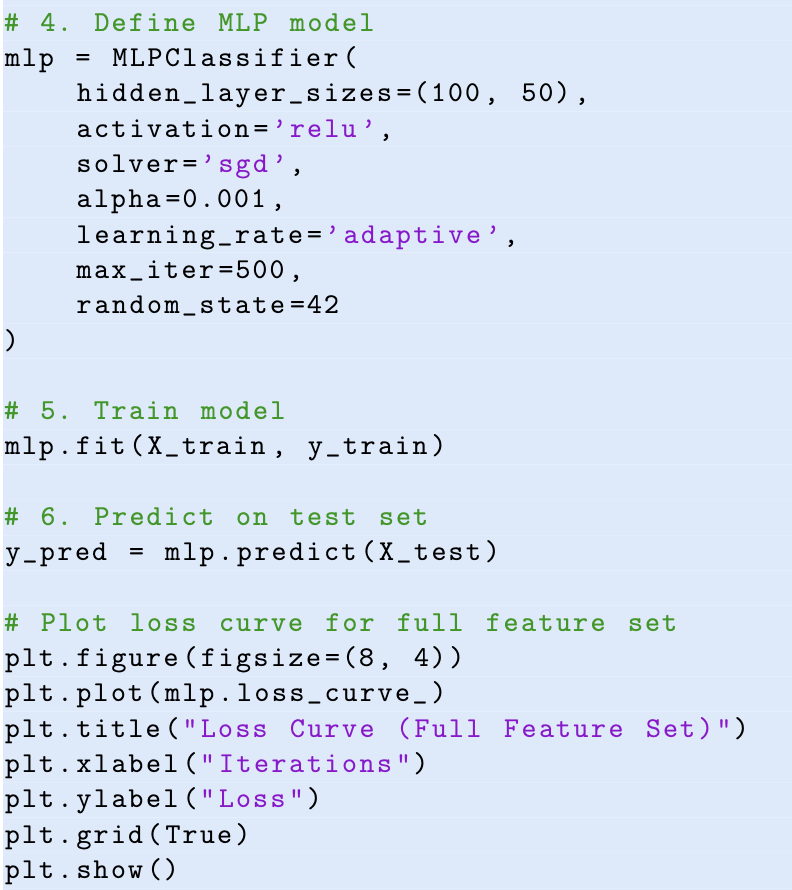 # 4. Define MLP model
mlp = MLPClassifier(
    hidden_layer_sizes=(100, 50),
    activation='relu',
    solver='sgd',
    alpha=0.001,
    learning_rate='adaptive',
    max_iter=500,
    random_state=42
)
# 5. Train model
mlp.fit(X_train, y_train)
# 6. Predict on test set
y_pred = mlp.predict(X_test)
# Plot loss curve for full feature set
plt.figure(figsize=(8, 4))
plt.plot(mlp.loss_curve_)
plt.title("Loss Curve (Full Feature Set)")
plt.xlabel("Iterations")
plt.ylabel("Loss")
plt.grid(True)
plt.show()